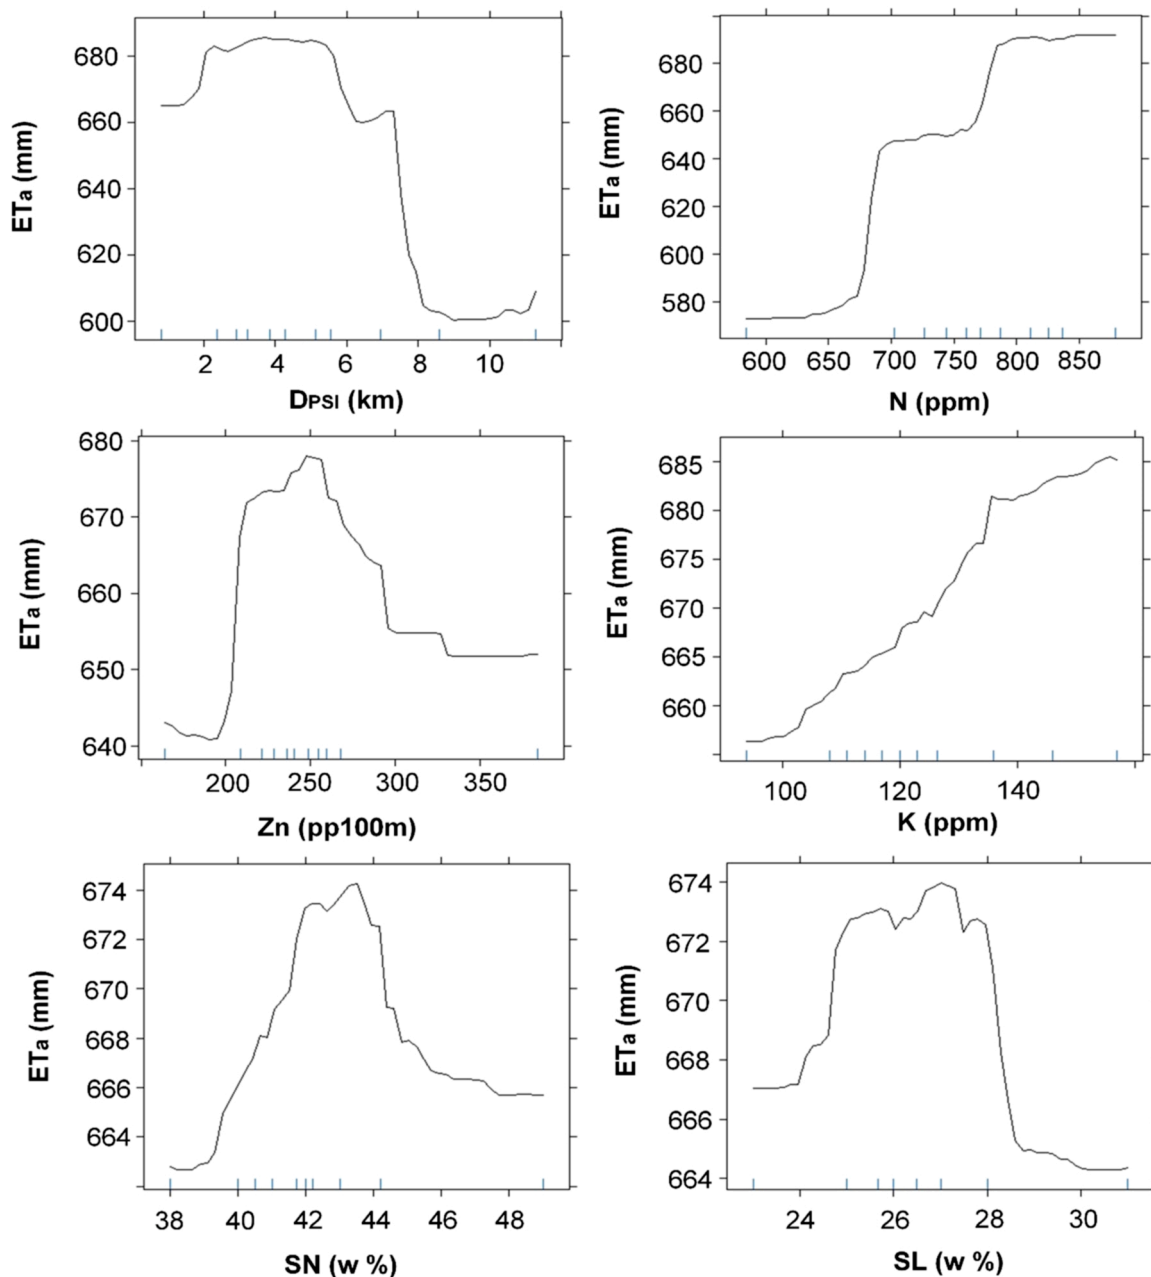 680
660
640
620
600
ETa (mm)
2 4 6 8 10
DPSI (km)
680
660
640
620
600
580
ETa (mm)
600 650 700 750 800 850
N (ppm)
680
670
660
650
640
ETa (mm)
200 250 300 350
Zn (pp100m)
685
680
675
670
665
660
ETa (mm)
100 120 140
K (ppm)
674
672
670
668
666
664
ETa (mm)
38 40 42 44 46 48
SN (w %)
674
672
670
668
666
664
ETa (mm)
24 26 28 30
SL (w %)